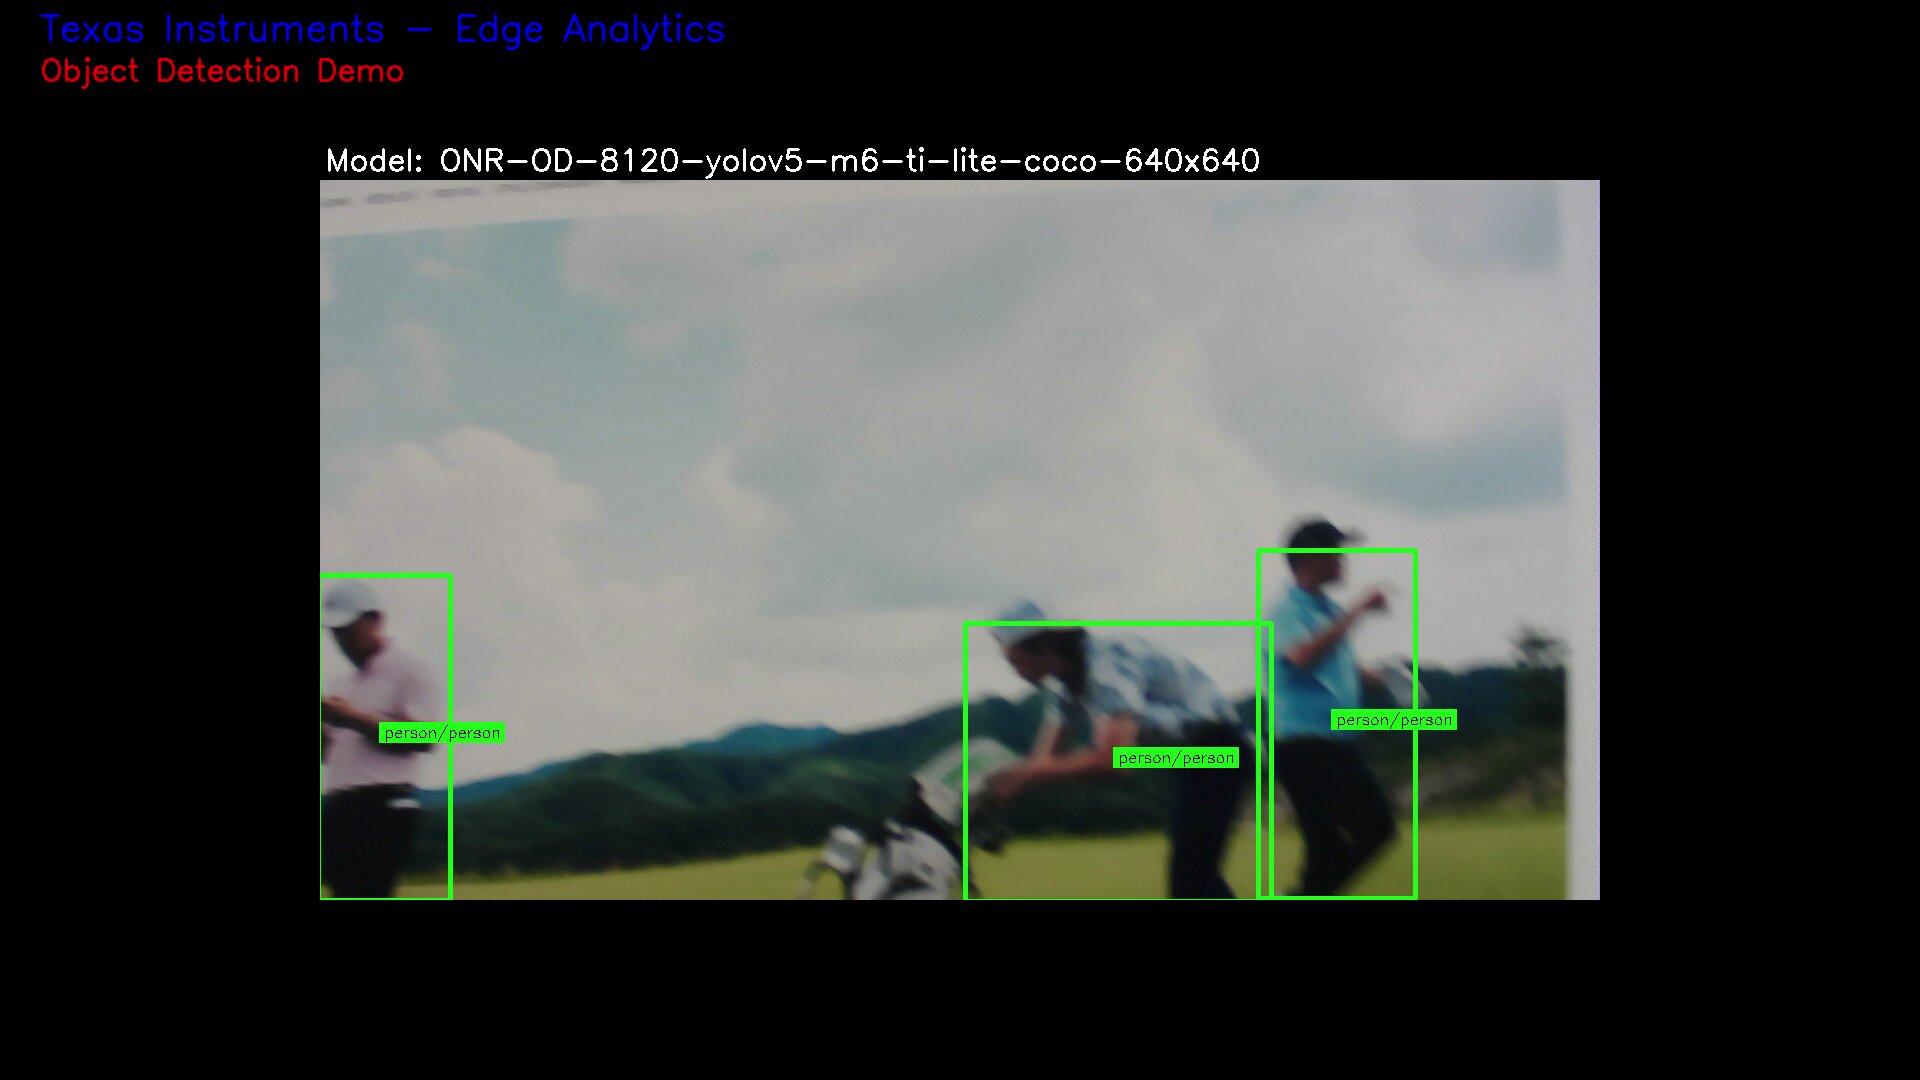 Texas Instruments - Edge Analytics
Object Detection Demo
Model: ONR-OD-8120-yolov5-m6-ti-lite-coco-640x640
person/person
person/person
person/person